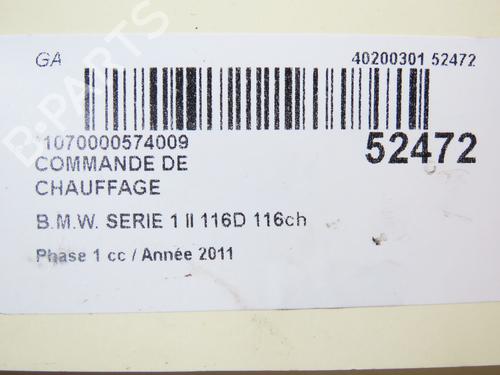 GA
40200301 52472
*1070000574009
52472
COMMANDE DE
CHAUFFAGE
B.M.W. SERIE 1 II 116D 116ch
Phase 1 cc / Année 2011
B-PARTS